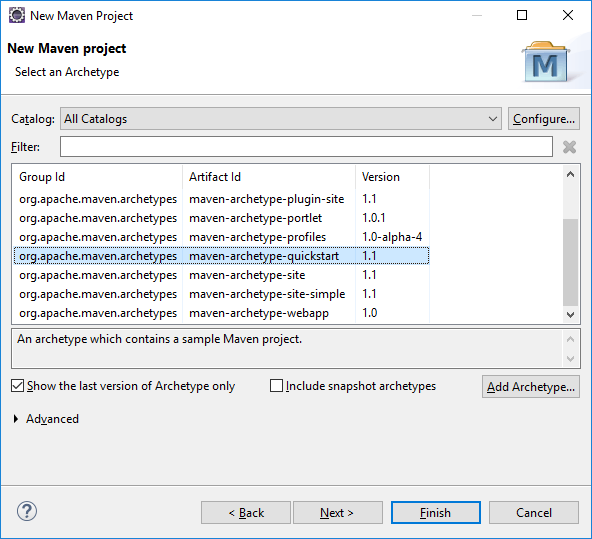 New Maven Project
New Maven project
Select an Archetype
M
Catalog: All Catalogs Configure...
Filter:
Group Id Artifact Id Version
org.apache.maven.archetypes maven-archetype-plugin-site 1.1
org.apache.maven.archetypes maven-archetype-portlet 1.0.1
org.apache.maven.archetypes maven-archetype-profiles 1.0-alpha-4
org.apache.maven.archetypes maven-archetype-quickstart 1.1
org.apache.maven.archetypes maven-archetype-site 1.1
org.apache.maven.archetypes maven-archetype-site-simple 1.1
org.apache.maven.archetypes maven-archetype-webapp 1.0
An archetype which contains a sample Maven project.
Show the last version of Archetype only Include snapshot archetypes Add Archetype...
Advanced
? < Back Next > Finish Cancel